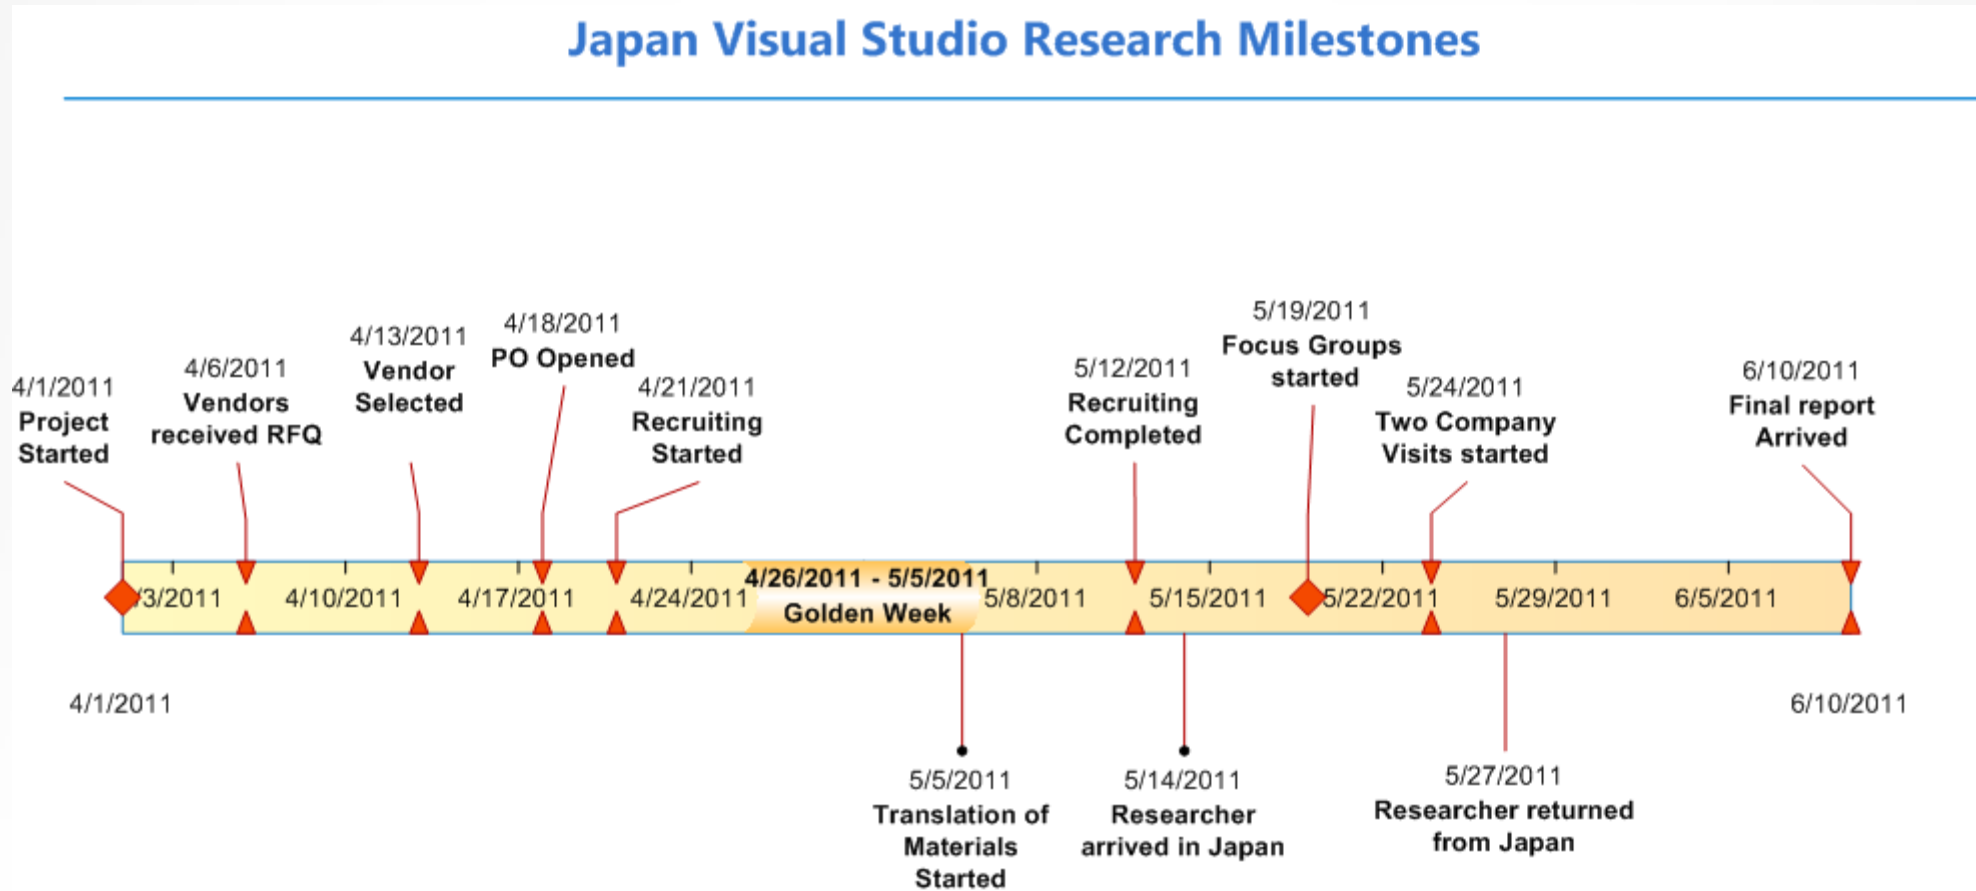 Japan Visual Studio Research Milestones
4/1/2011
Project
Started
4/6/2011
Vendors
received RFQ
4/13/2011
Vendor
Selected
4/18/2011
PO Opened
4/21/2011
Recruiting
Started
5/12/2011
Recruiting
Completed
5/19/2011
Focus Groups
started
5/24/2011
Two Company
Visits started
6/10/2011
Final report
Arrived
/3/2011
4/10/2011
4/17/2011
4/24/2011
4/26/2011 - 5/5/2011
Golden Week
5/8/2011
5/15/2011
5/22/2011
5/29/2011
6/5/2011
4/1/2011
6/10/2011
5/5/2011
Translation of
Materials
Started
5/14/2011
Researcher
arrived in Japan
5/27/2011
Researcher returned
from Japan